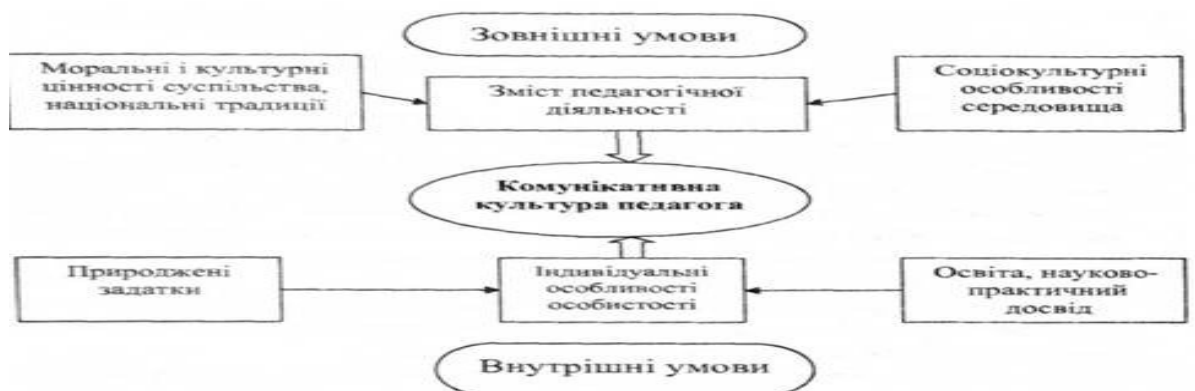 Зовнішні умови
Моральні і культурні
цінності суспільства,
національні традиції
Зміст педагогічної
діяльності
Соціокультурні
особливості
середовища
Комунікативна
культура педагога
Природжені
задатки
Індивідуальні
особливості
особистості
Освіта, науково-
практичний
досвід
Внутрішні умови